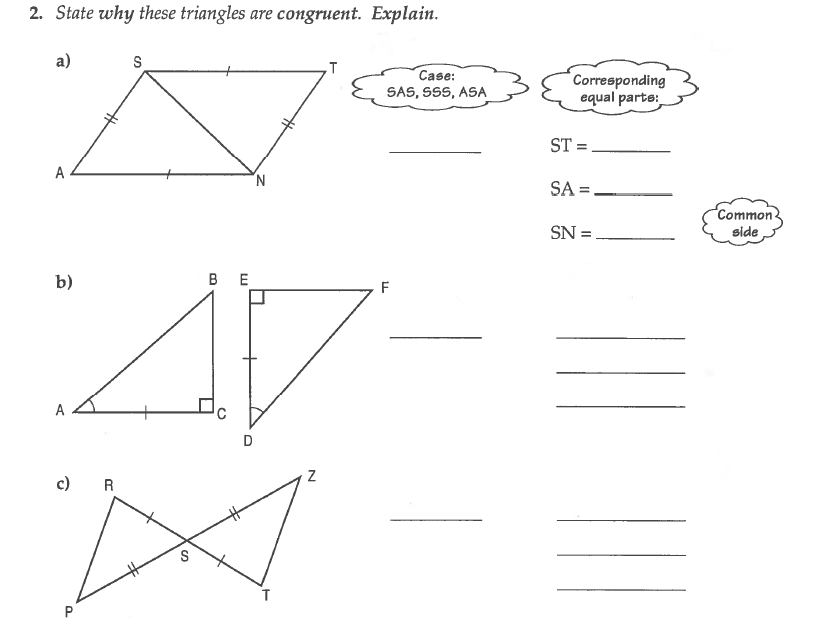 2. State why these triangles are congruent. Explain.
a)
S
T
A
N
Case:
SAS, SSS, ASA
Corresponding
equal parts:
ST =
SA =
SN =
Common
side
b)
B
E
F
A
C
D
c)
R
Z
S
T
P